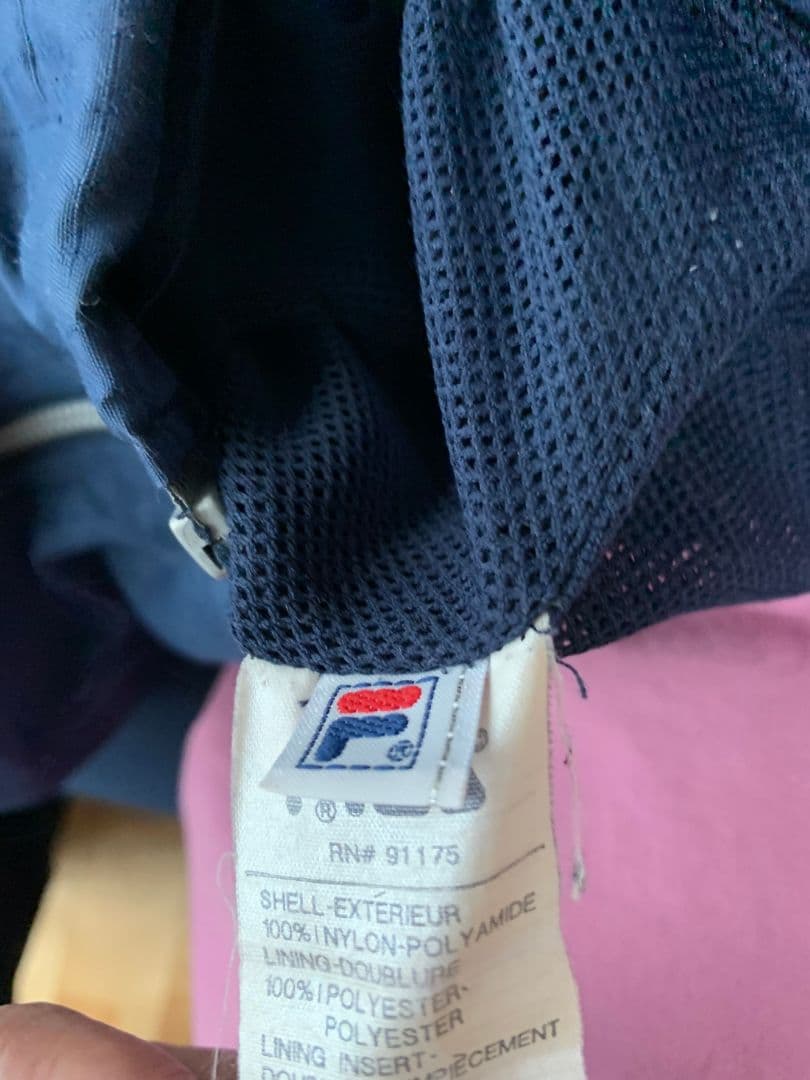 F
®
®
RN# 91175
SHELL-EXTÉRIEUR
100%|NYLON-POLYAMIDE
LINING-DOUBLURE
100%|POLYESTER-
POLYESTER
LINING INSERT-